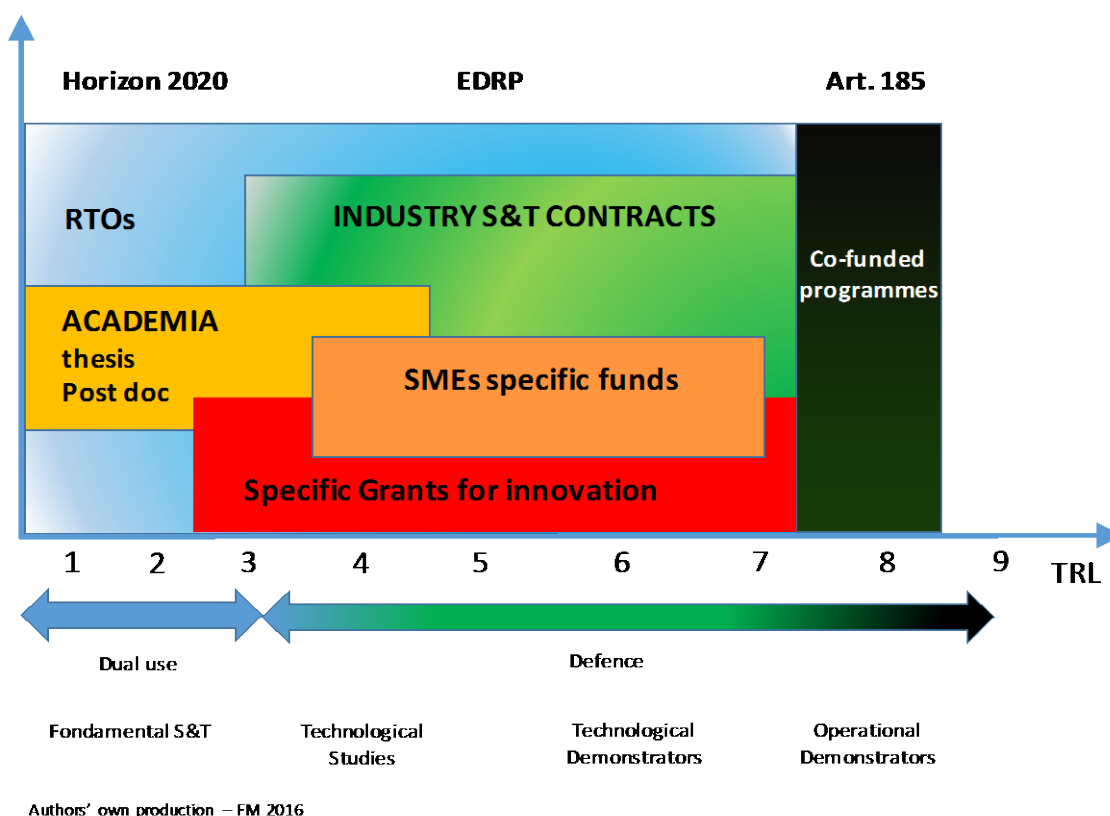 Horizon 2020 EDRP Art. 185
RTOs
INDUSTRY S&T CONTRACTS
Co-funded
programmes
ACADEMIA
thesis
Post doc
SMEs specific funds
Specific Grants for innovation
1 2 3 4 5 6 7 8 9
TRL
Dual use
Defence
Fondamental S&T
Technological
Studies
Technological
Demonstrators
Operational
Demonstrators
Authors' own production – FM 2016